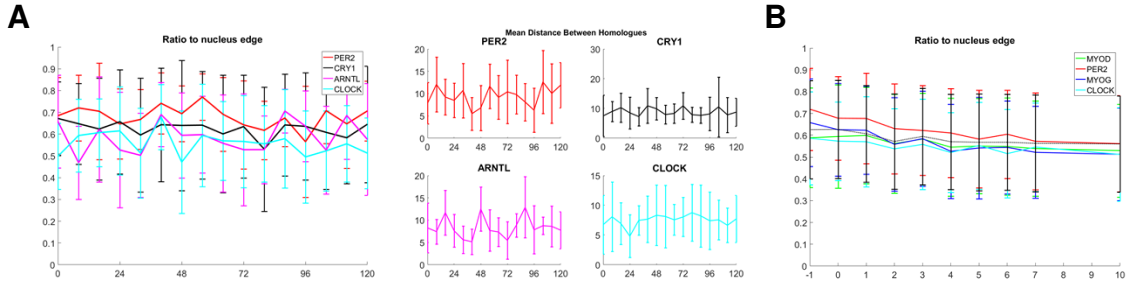 A
Ratio to nucleus edge
PER2
CRY1
ARNTL
CLOCK
1
0.9
0.8
0.7
0.6
0.5
0.4
0.3
0.2
0.1
0
0 24 48 72 96 120
Mean Distance Between Homologues
PER2
20
15
10
5
0
0 24 48 72 96 120
CRY1
30
20
10
0
0 24 48 72 96 120
ARNTL
20
15
10
5
0
0 24 48 72 96 120
CLOCK
15
10
5
0
0 24 48 72 96 120
B
Ratio to nucleus edge
MYOD
PER2
MYOG
CLOCK
1
0.9
0.8
0.7
0.6
0.5
0.4
0.3
0.2
0.1
0
-1 0 1 2 3 4 5 6 7 8 9 10